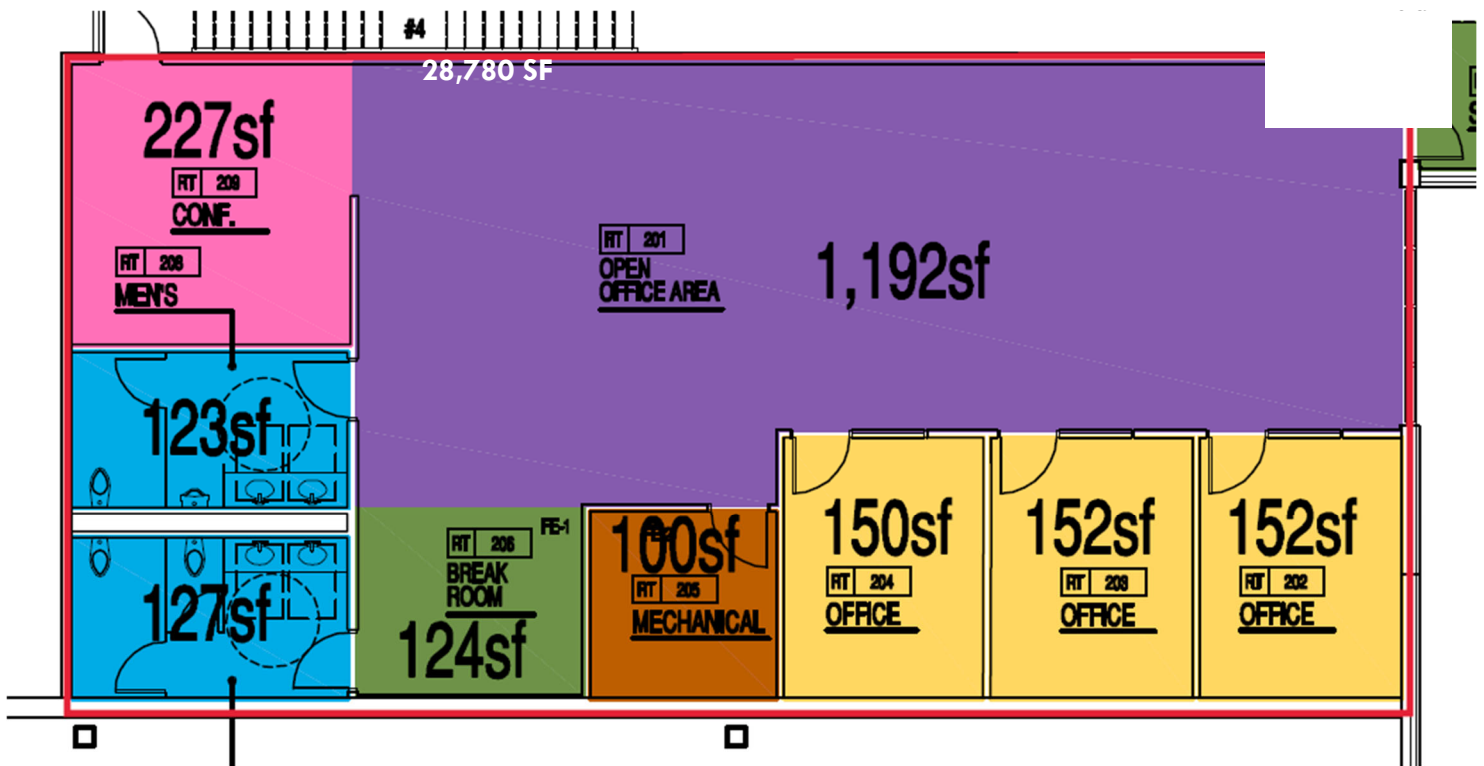 #4
28,780 SF
227sf
RT 209
CONF.
RT 208
MEN'S
RT 201
OPEN
OFFICE AREA
1,192sf
123sf
127sf
FE-1
RT 206
BREAK
ROOM
124sf
100sf
RT 205
MECHANICAL
150sf
RT 204
OFFICE
152sf
RT 203
OFFICE
152sf
RT 202
OFFICE